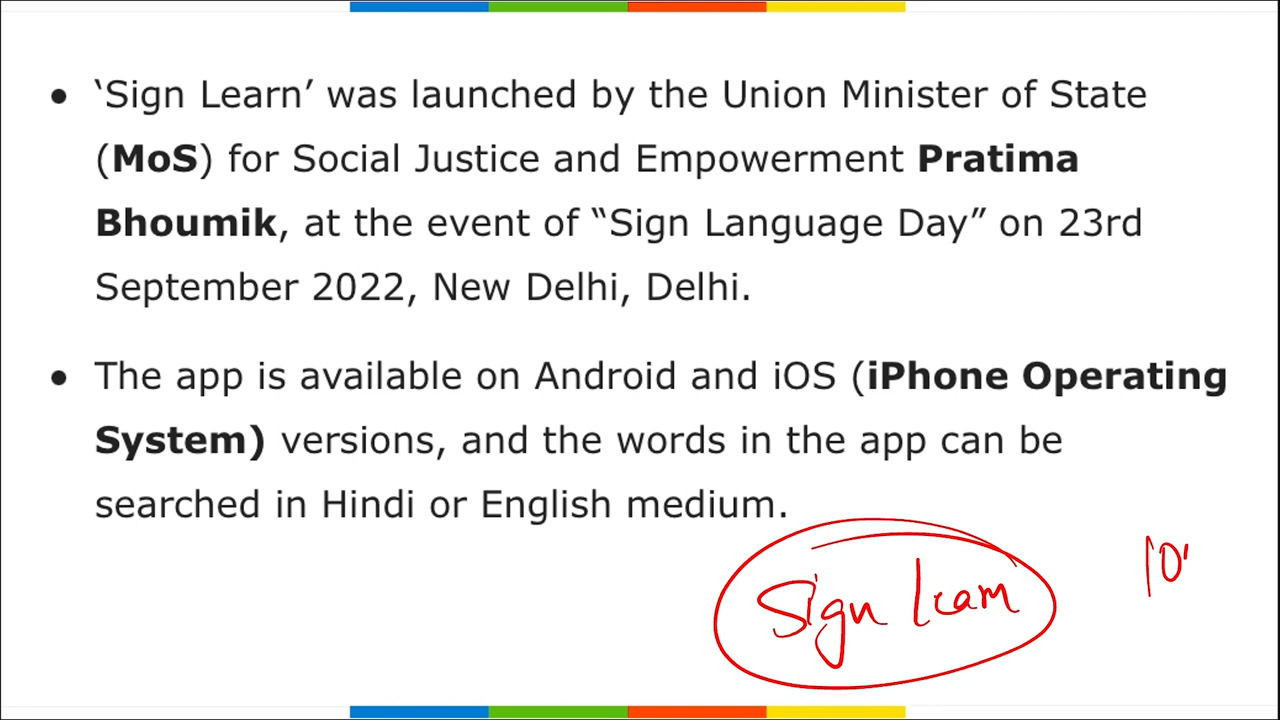 • ‘Sign Learn’ was launched by the Union Minister of State
(MoS) for Social Justice and Empowerment Pratima
Bhoumik, at the event of “Sign Language Day” on 23rd
September 2022, New Delhi, Delhi.
• The app is available on Android and iOS (iPhone Operating
System) versions, and the words in the app can be
searched in Hindi or English medium.
Sign learn